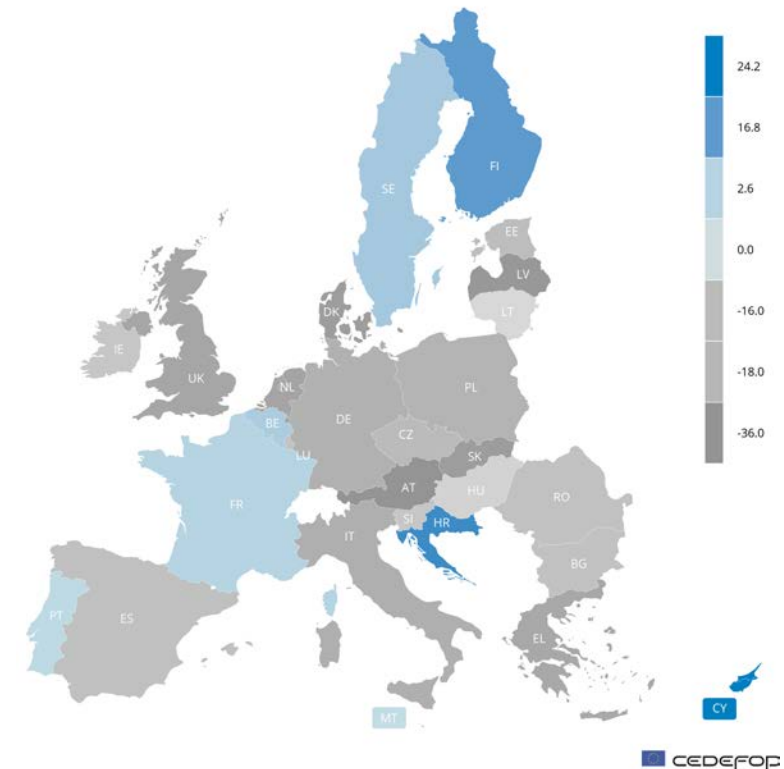 24.2
16.8
FI
2.6
SE
EE
0.0
LV
LT
DK
-16.0
IE
NL
UK
PL
-18.0
DE
BE
CZ
LU
SK
-36.0
AT
HU
FR
RO
SI
HR
IT
BG
PT
ES
EL
CY
MT
CEDEFOP